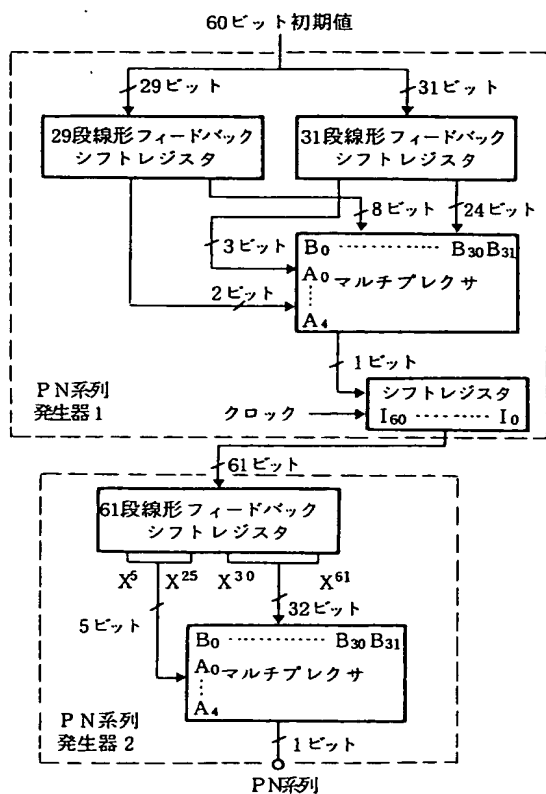 60ビット初期値
29ビット
31ビット
29段線形フィードバック
シフトレジスタ
31段線形フィードバック
シフトレジスタ
8ビット
24ビット
3ビット
B0 ············ B30 B31
A0
マルチプレクサ
2ビット
⋮
A4
1ビット
PN系列
発生器1
シフトレジスタ
クロック
I60 ········· I0
61ビット
61段線形フィードバック
シフトレジスタ
X5 X25 X30 X61
5ビット
32ビット
B0 ············ B30 B31
A0 マルチプレクサ
⋮
A4
PN系列
発生器2
1ビット
PN系列